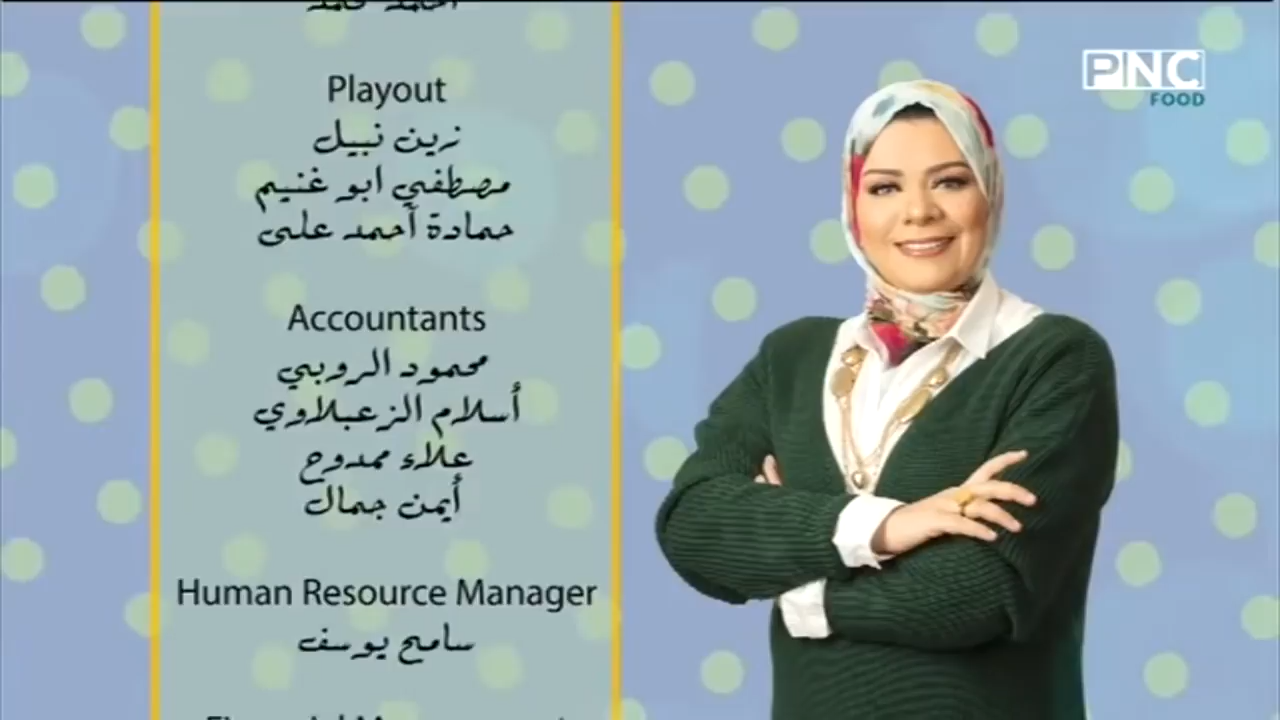 PNC
FOOD
Playout
زين نبيل
مصطفي ابو غنيم
حمادة أحمد على
Accountants
محمود الروبي
أسلام الزعبلاوي
علاء ممدوح
أيمن جمال
Human Resource Manager
سامح يوسف